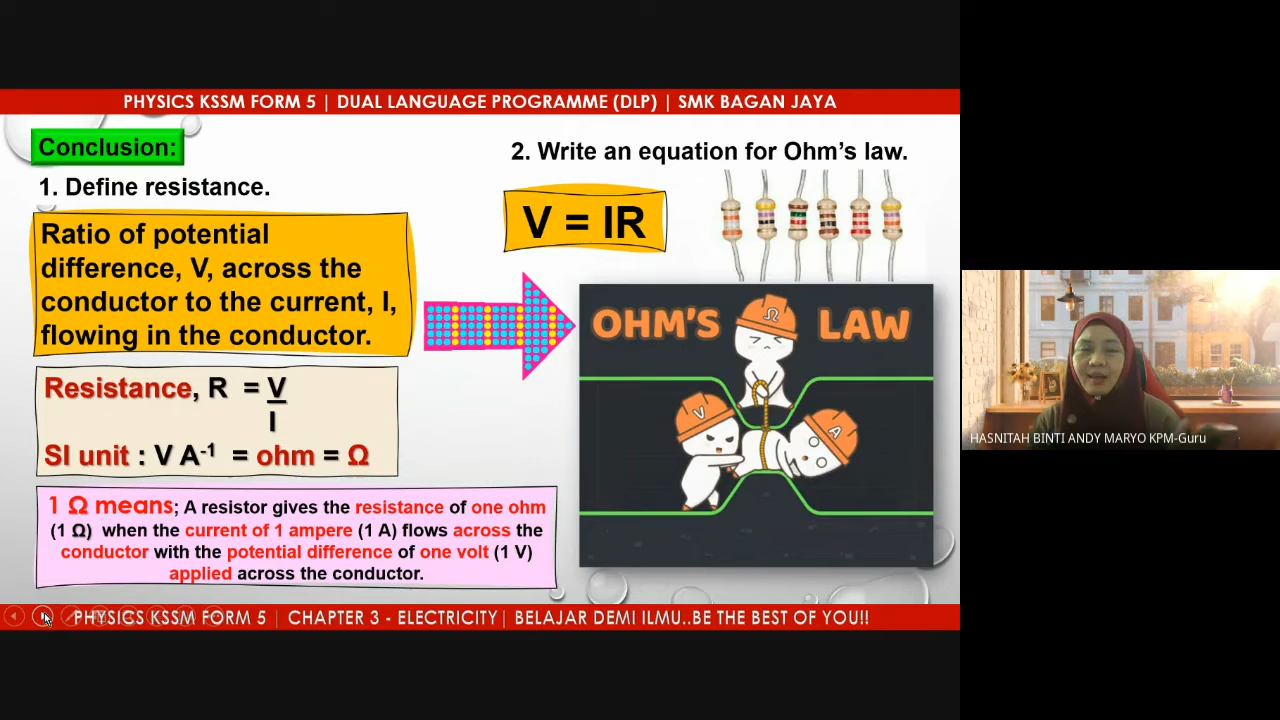 PHYSICS KSSM FORM 5 | DUAL LANGUAGE PROGRAMME (DLP) | SMK BAGAN JAYA
Conclusion:
1. Define resistance.
Ratio of potential
difference, V, across the
conductor to the current, I,
flowing in the conductor.
Resistance, R = V
I
SI unit : V A⁻¹ = ohm = Ω
1 Ω means; A resistor gives the resistance of one ohm
(1 Ω) when the current of 1 ampere (1 A) flows across the
conductor with the potential difference of one volt (1 V)
applied across the conductor.
2. Write an equation for Ohm's law.
V = IR
OHM'S LAW
Ω
V
A
HASNITAH BINTI ANDY MARYO KPM-Guru
PHYSICS KSSM FORM 5 | CHAPTER 3 - ELECTRICITY| BELAJAR DEMI ILMU..BE THE BEST OF YOU!!